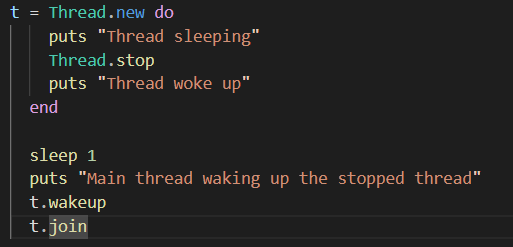 t = Thread.new do
puts "Thread sleeping"
Thread.stop
puts "Thread woke up"
end
sleep 1
puts "Main thread waking up the stopped thread"
t.wakeup
t.join